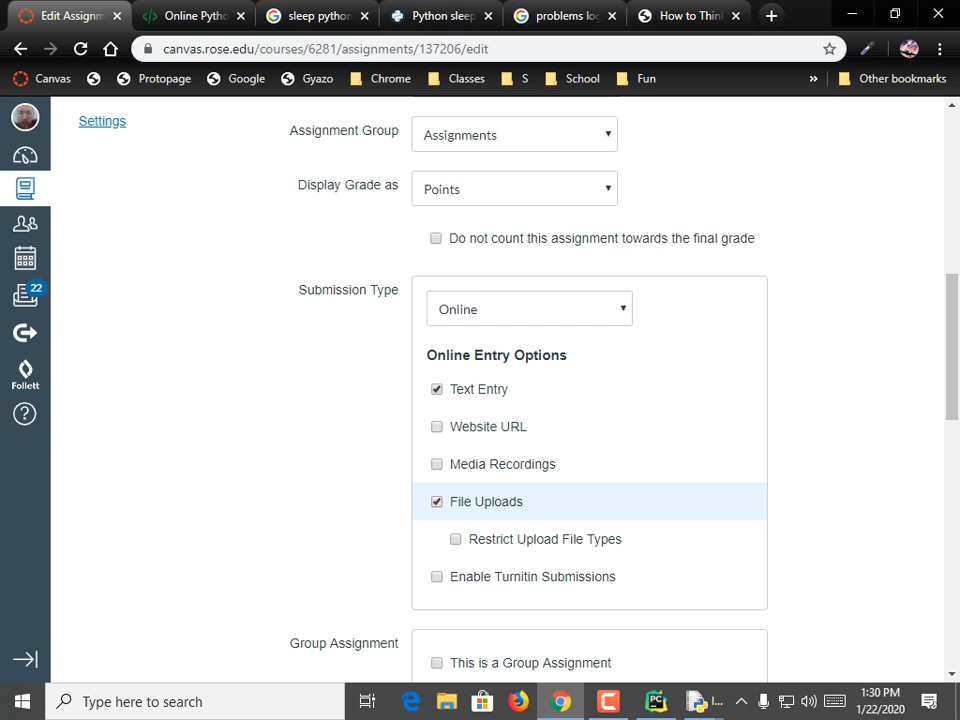 Edit Assignm
Online Pytho
sleep python
Python sleep
problems log
How to Think
canvas.rose.edu/courses/6281/assignments/137206/edit
Canvas
Protopage
Google
Gyazo
Chrome
Classes
S
School
Fun
»
Other bookmarks
Settings
Assignment Group
Assignments
Display Grade as
Points
Do not count this assignment towards the final grade
Submission Type
Online
Online Entry Options
Text Entry
Website URL
Media Recordings
File Uploads
Restrict Upload File Types
Enable Turnitin Submissions
Group Assignment
This is a Group Assignment
22
Follett
Type here to search
PC
I...
1:30 PM
1/22/2020